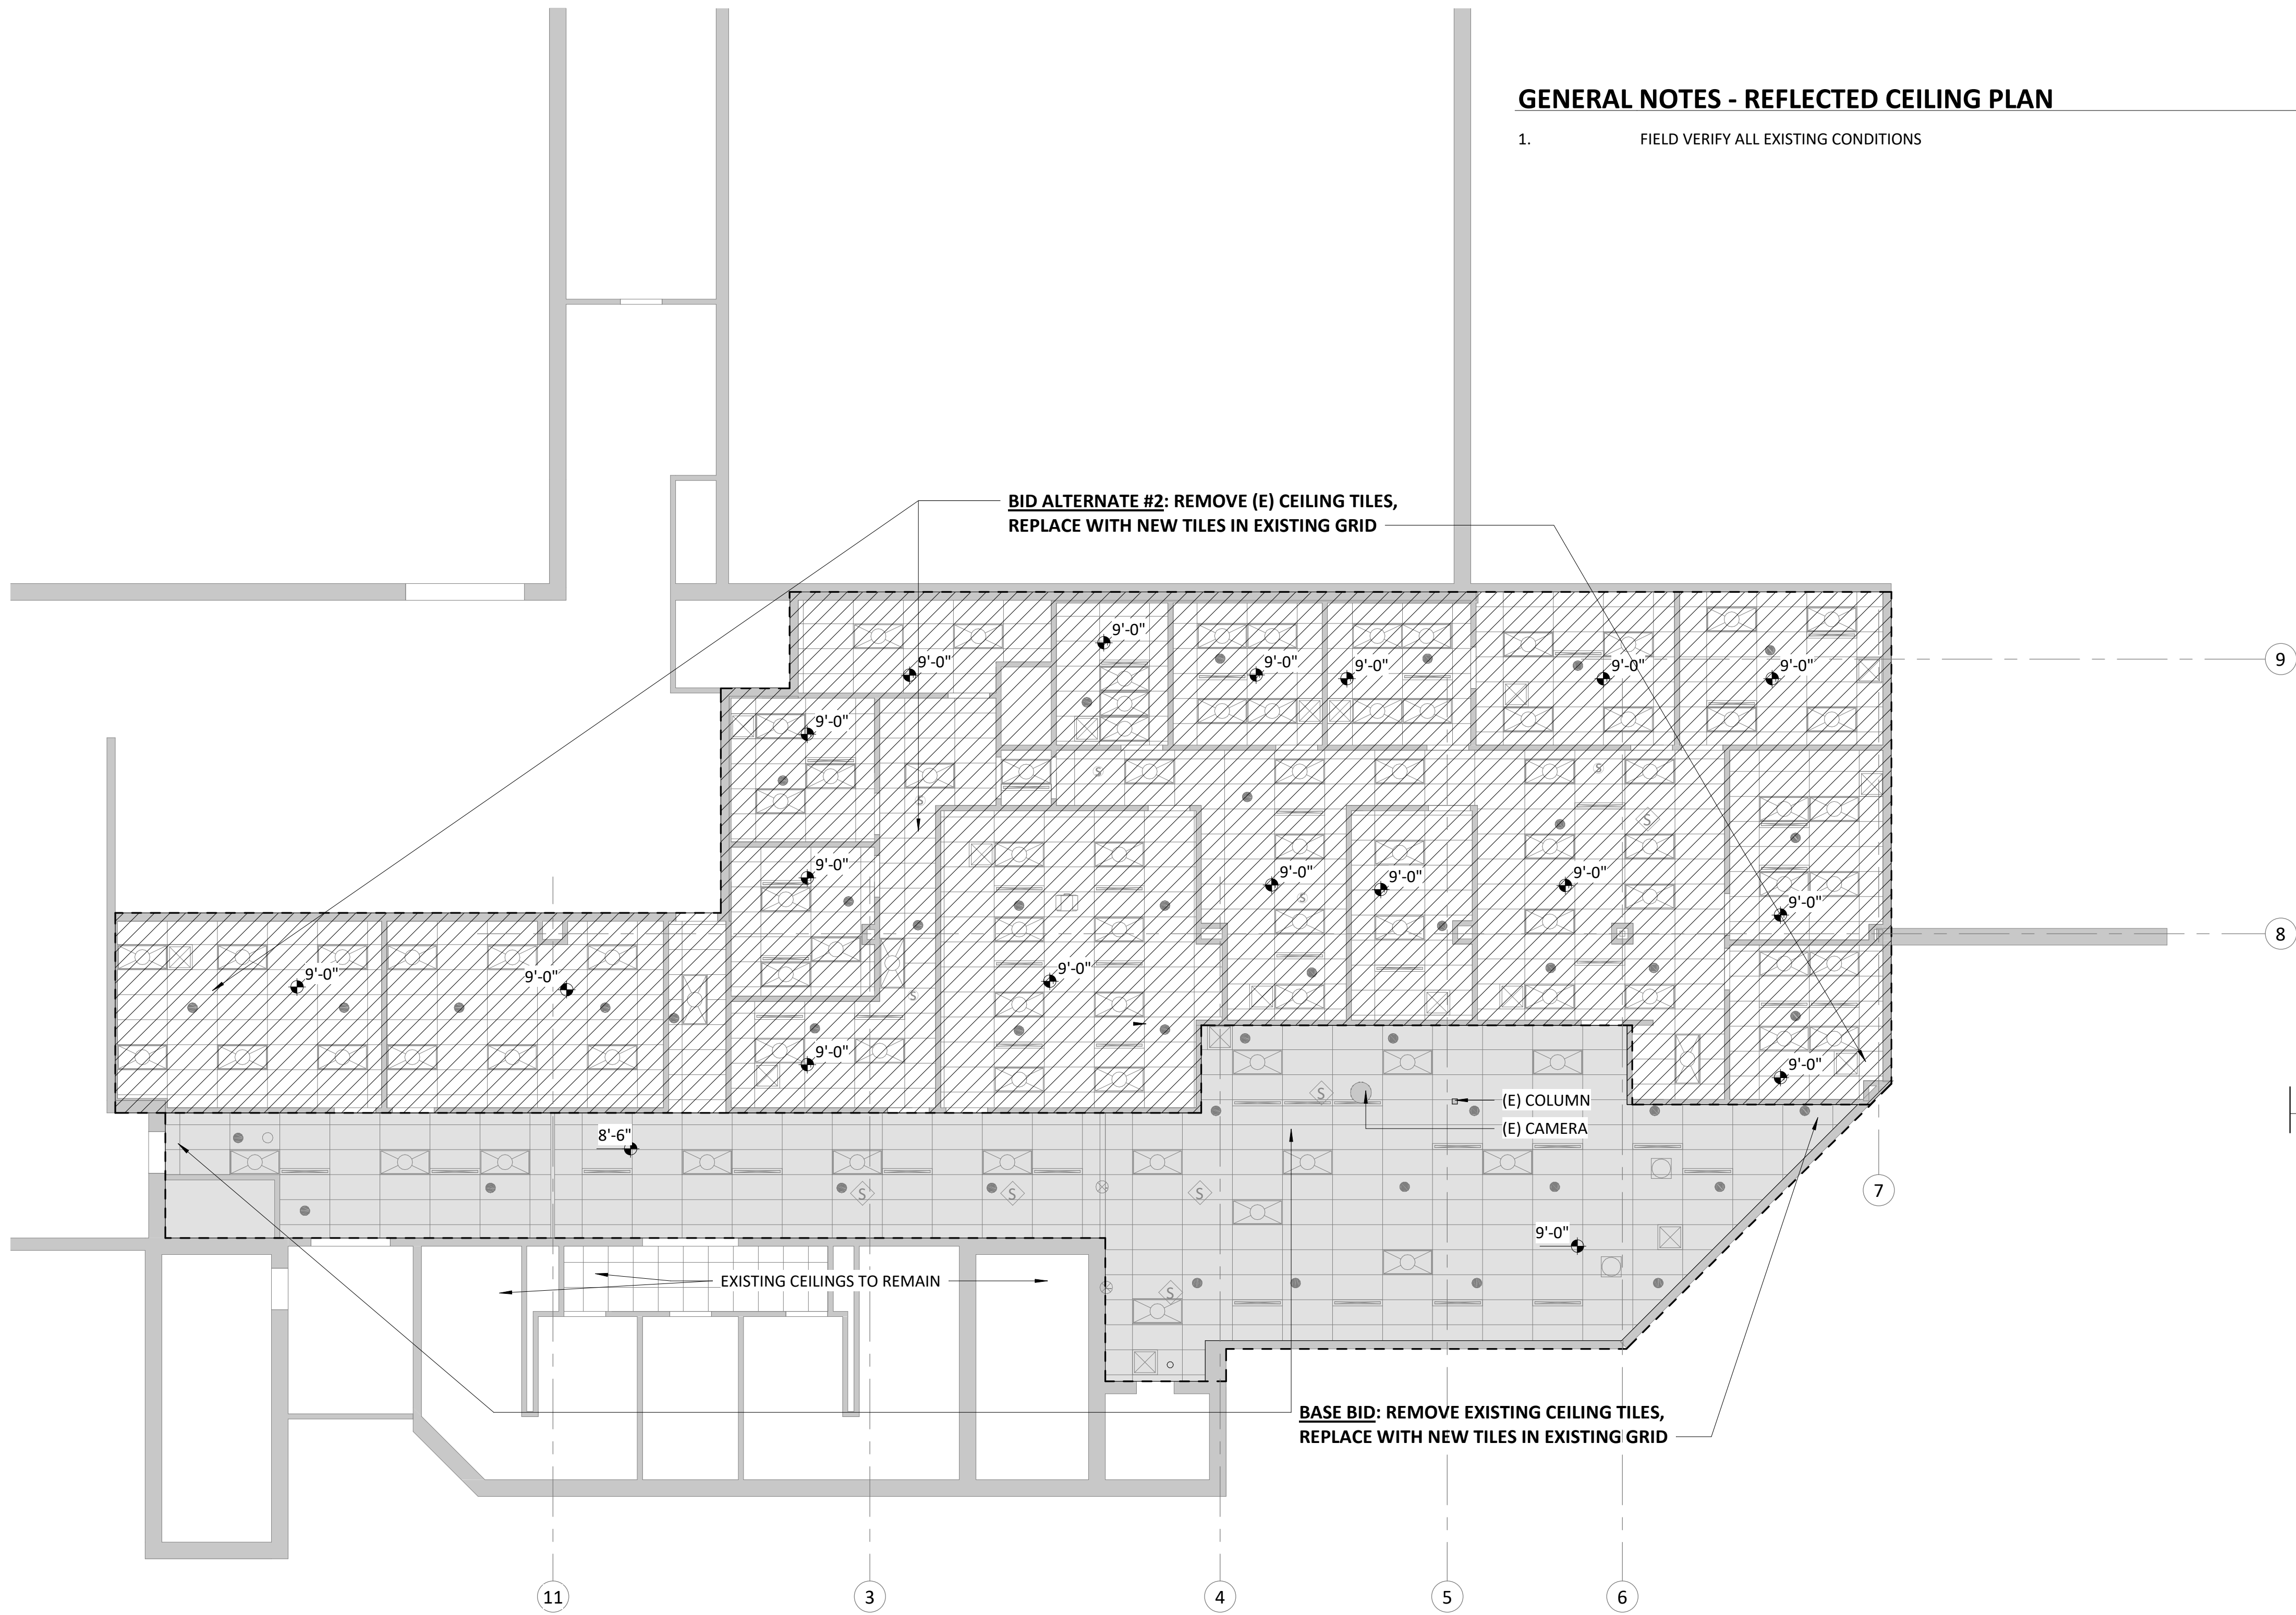 GENERAL NOTES - REFLECTED CEILING PLAN
1. FIELD VERIFY ALL EXISTING CONDITIONS
BID ALTERNATE #2: REMOVE (E) CEILING TILES,
REPLACE WITH NEW TILES IN EXISTING GRID
9'-0"
9'-0"
9'-0"
9'-0"
9'-0"
9'-0"
9
9'-0"
S
S
S
S
9'-0"
9'-0"
9'-0"
9'-0"
S
9'-0"
8
9'-0"
9'-0"
9'-0"
S
9'-0"
9'-0"
S
(E) COLUMN
(E) CAMERA
8'-6"
S
S
S
7
9'-0"
EXISTING CEILINGS TO REMAIN
S
BASE BID: REMOVE EXISTING CEILING TILES,
REPLACE WITH NEW TILES IN EXISTING GRID
11
3
4
5
6